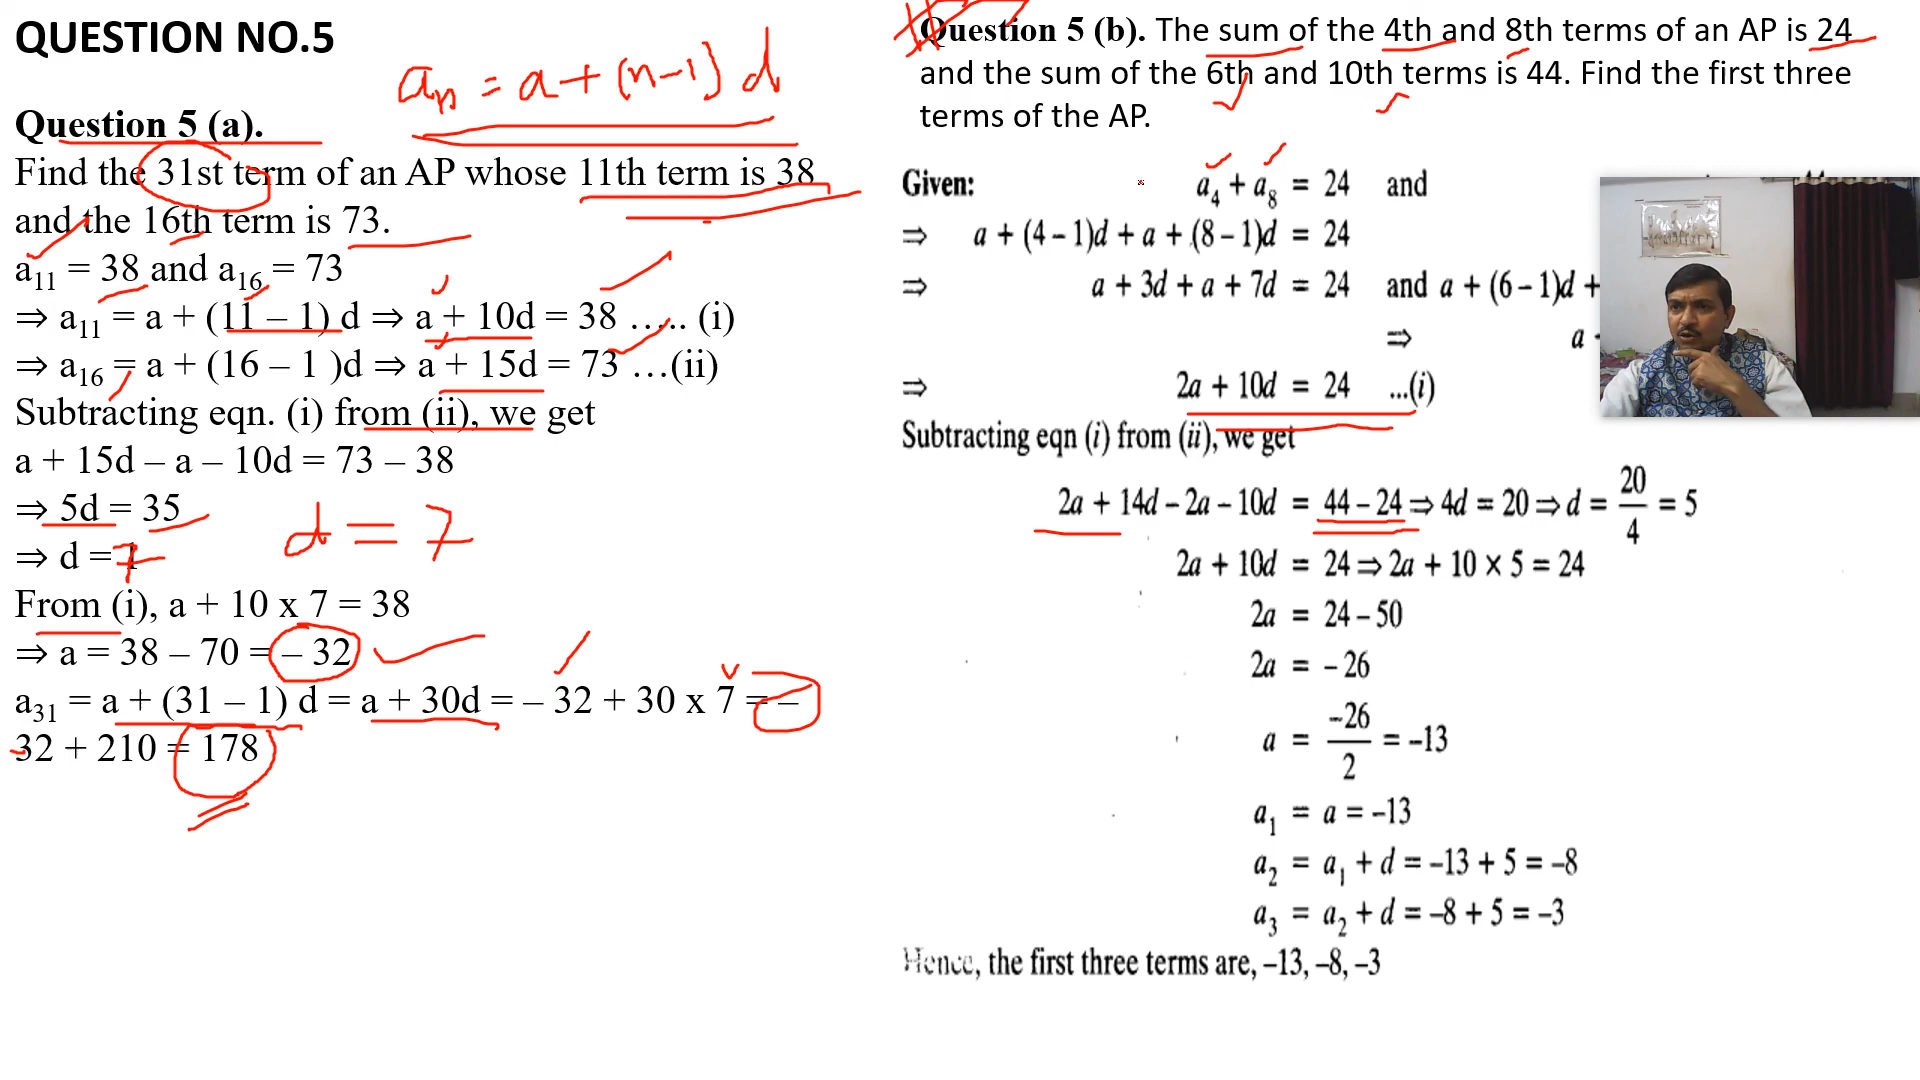 QUESTION NO.5
aₙ = a + (n-1) d
Question 5 (a).
Find the 31st term of an AP whose 11th term is 38
and the 16th term is 73.
a₁₁ = 38 and a₁₆ = 73
⇒ a₁₁ = a + (11 – 1) d ⇒ a + 10d = 38 ….. (i)
⇒ a₁₆ = a + (16 – 1 )d ⇒ a + 15d = 73 …(ii)
Subtracting eqn. (i) from (ii), we get
a + 15d – a – 10d = 73 – 38
⇒ 5d = 35
d = 7
⇒ d = 7
From (i), a + 10 x 7 = 38
⇒ a = 38 – 70 = – 32
a₃₁ = a + (31 – 1) d = a + 30d = – 32 + 30 x 7 = –
32 + 210 = 178
Question 5 (b). The sum of the 4th and 8th terms of an AP is 24
and the sum of the 6th and 10th terms is 44. Find the first three
terms of the AP.
Given: a₄ + a₈ = 24 and
⇒ a + (4 – 1)d + a + (8 – 1)d = 24
⇒ a + 3d + a + 7d = 24 and a + (6 – 1)d +
⇒ a
⇒ 2a + 10d = 24 ...(i)
Subtracting eqn (i) from (ii), we get
2a + 14d – 2a – 10d = 44 – 24 ⇒ 4d = 20 ⇒ d = 20/4 = 5
2a + 10d = 24 ⇒ 2a + 10 × 5 = 24
2a = 24 – 50
2a = – 26
a = –26/2 = –13
a₁ = a = –13
a₂ = a₁ + d = –13 + 5 = –8
a₃ = a₂ + d = –8 + 5 = –3
Hence, the first three terms are, –13, –8, –3